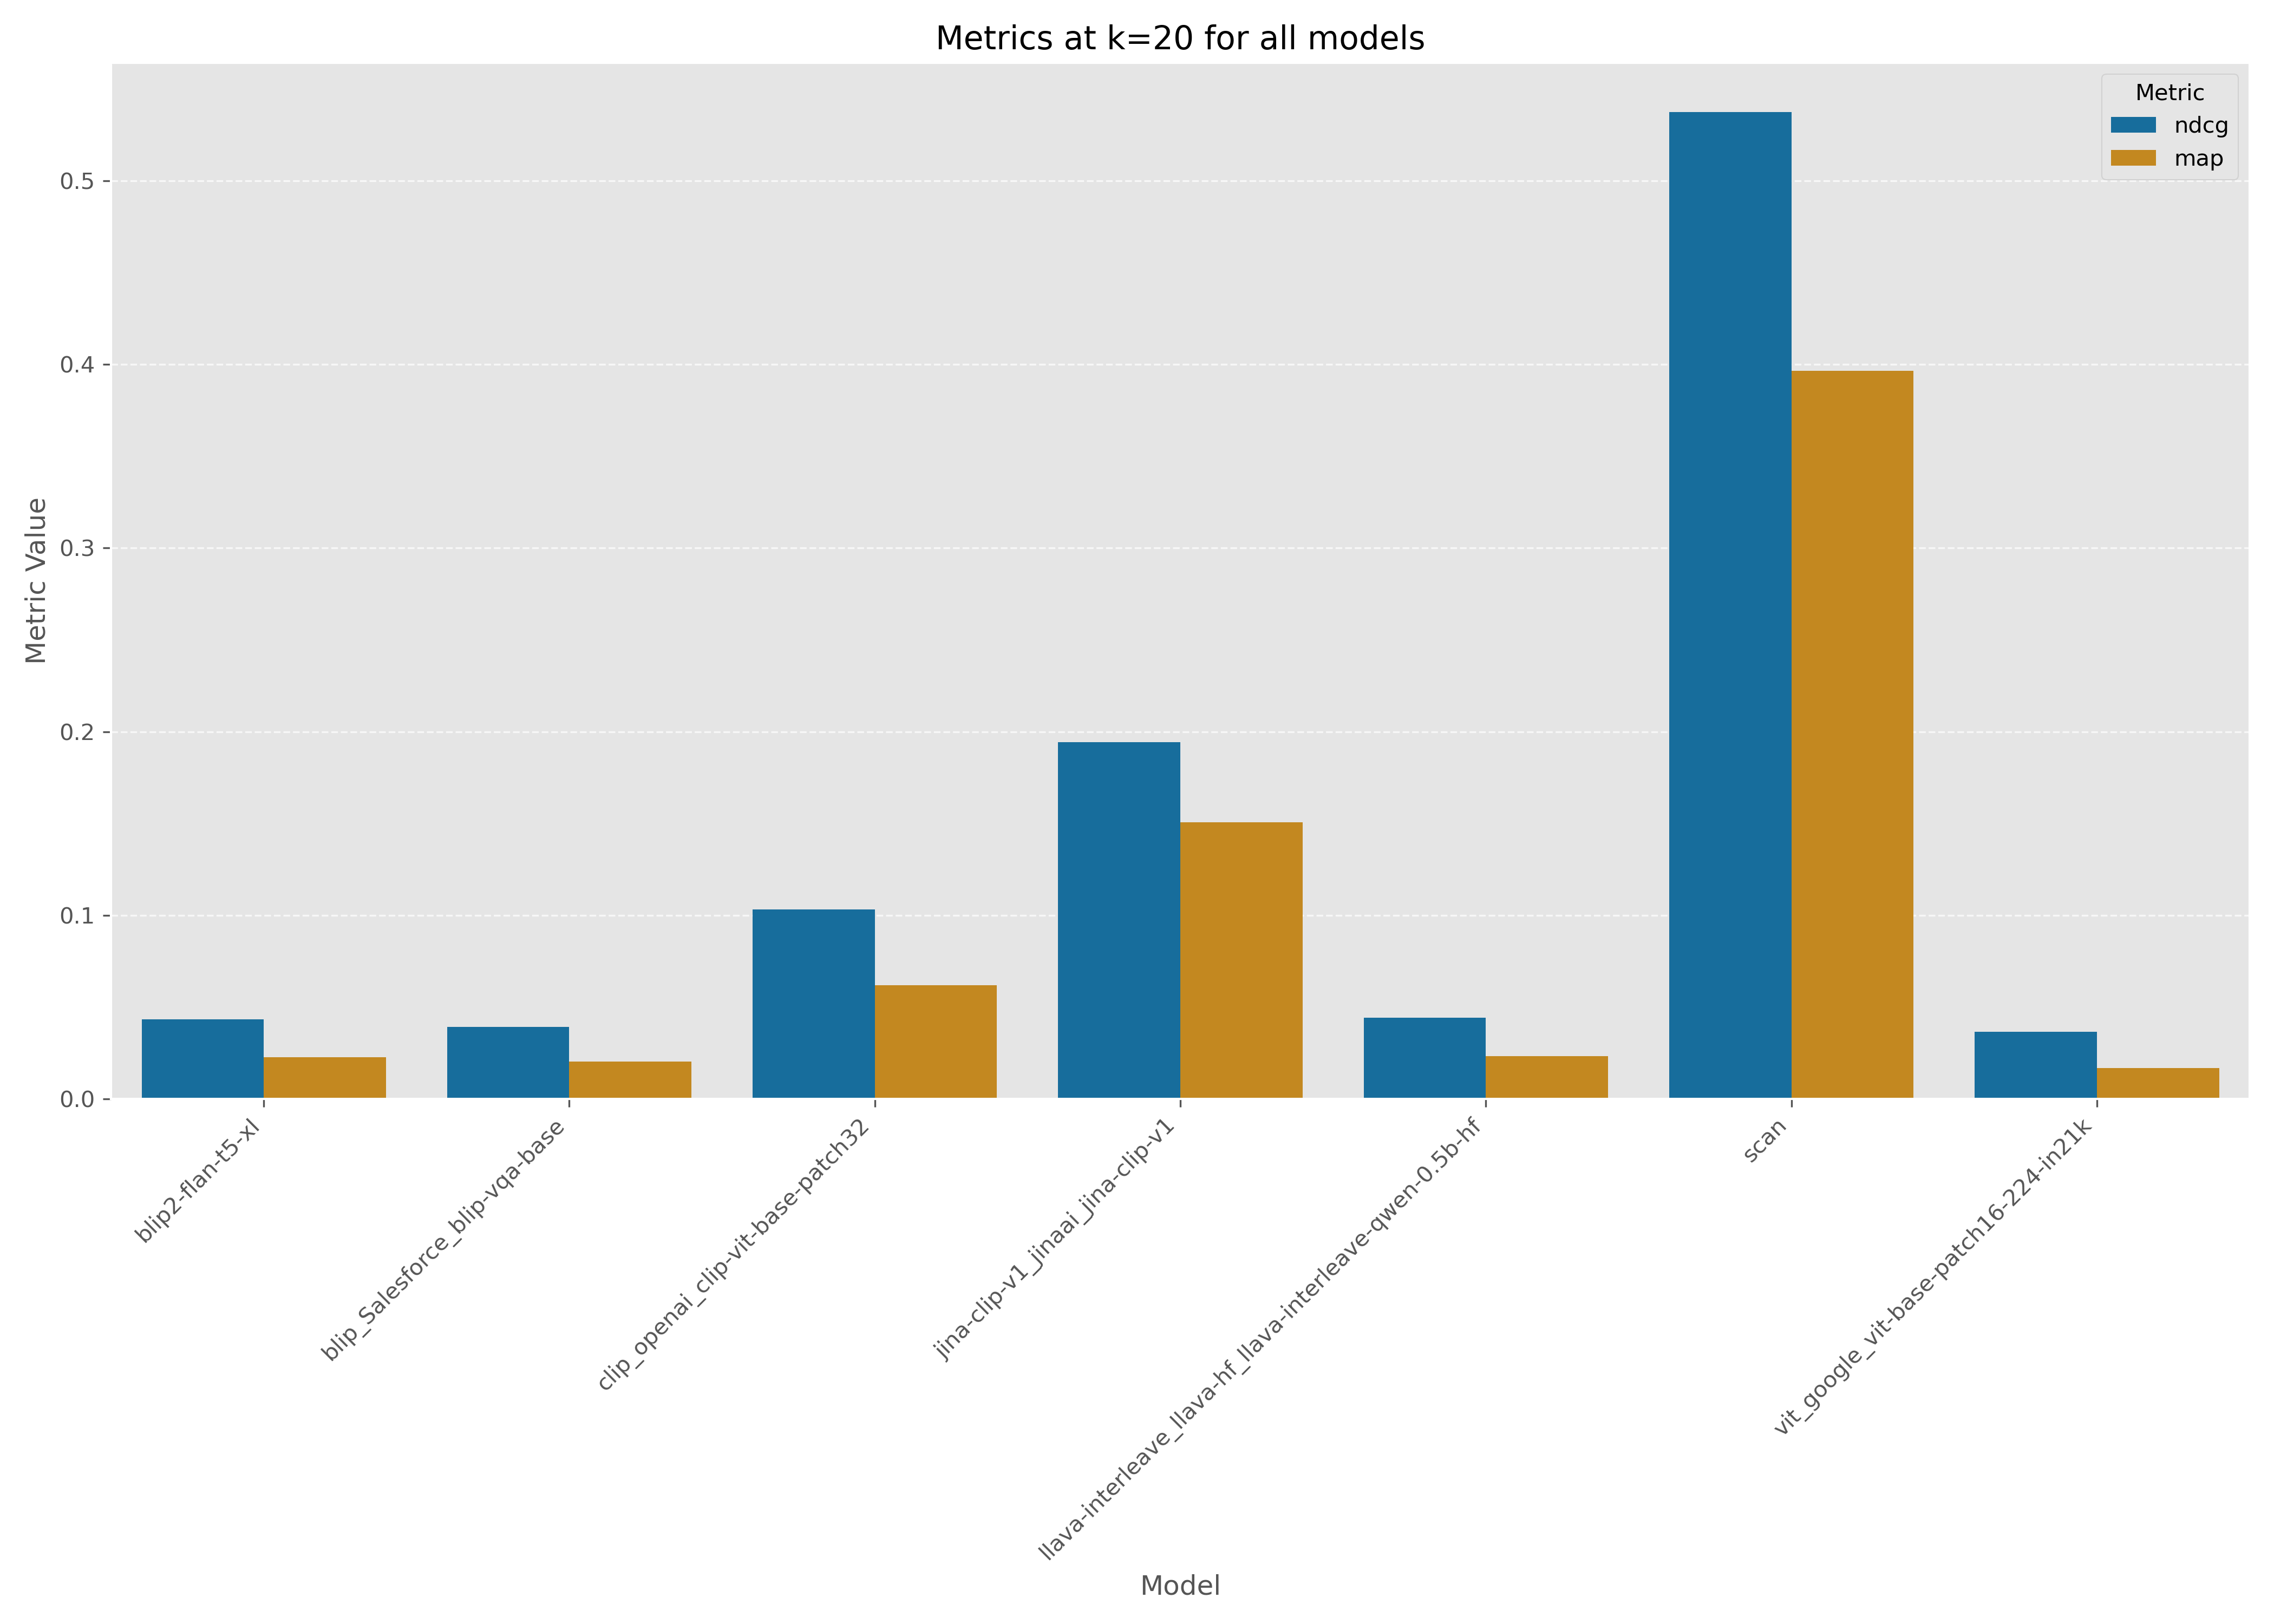 Metrics at k=20 for all models
Metric
ndcg
map
Metric Value
0.5
0.4
0.3
0.2
0.1
0.0
blip2-flan-t5-xl
blip_Salesforce_blip-vqa-base
clip_openai_clip-vit-base-patch32
jina-clip-v1_jinaai_jina-clip-v1
llava-interleave_llava-hf_llava-interleave-qwen-0.5b-hf
scan
vit_google_vit-base-patch16-224-in21k
Model